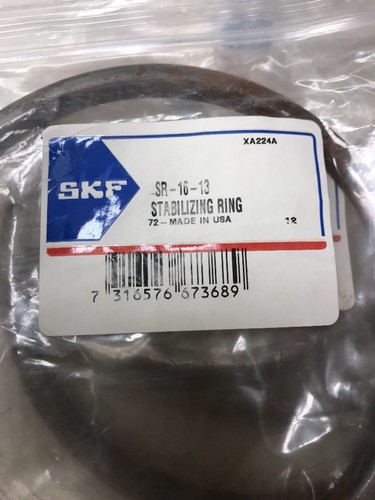 XA224A
SKF
SR-16-13
STABILIZING RING
72-MADE IN USA 12
7 316576 673689